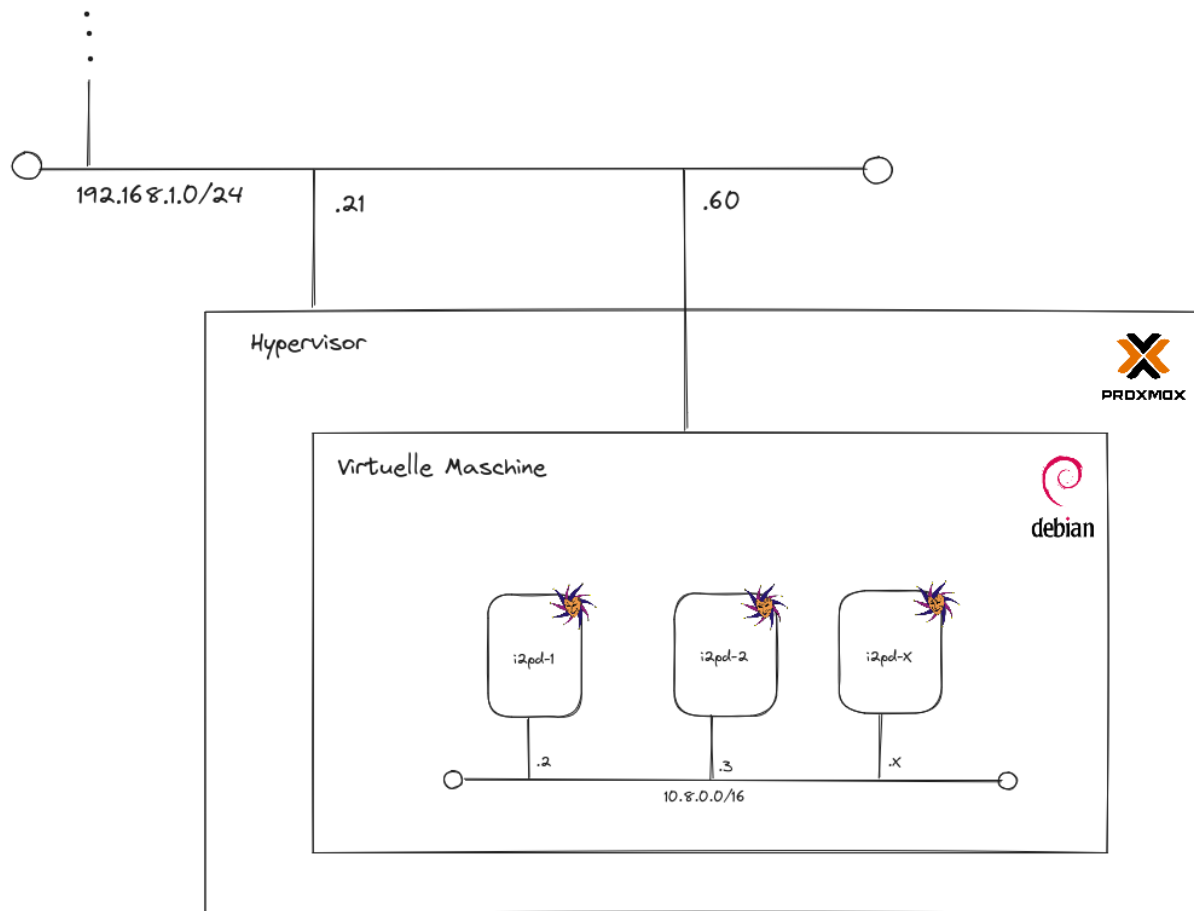 192.168.1.0/24
.21
.60
Hypervisor
PROXMOX
Virtuelle Maschine
debian
i2pd-1
i2pd-2
i2pd-x
.2
.3
.x
10.8.0.0/16